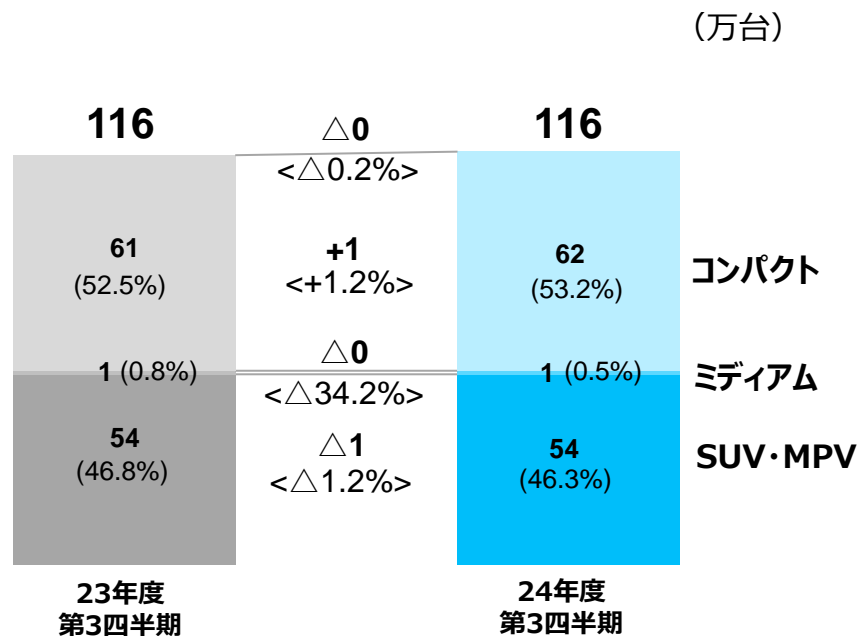 （万台）
116
△0
116
<△0.2%>
61
(52.5%)
+1
<+1.2%>
62
(53.2%)
コンパクト
△0
1 (0.8%)
1 (0.5%)
ミディアム
<△34.2%>
54
(46.8%)
△1
<△1.2%>
54
(46.3%)
SUV・MPV
23年度
第3四半期
24年度
第3四半期